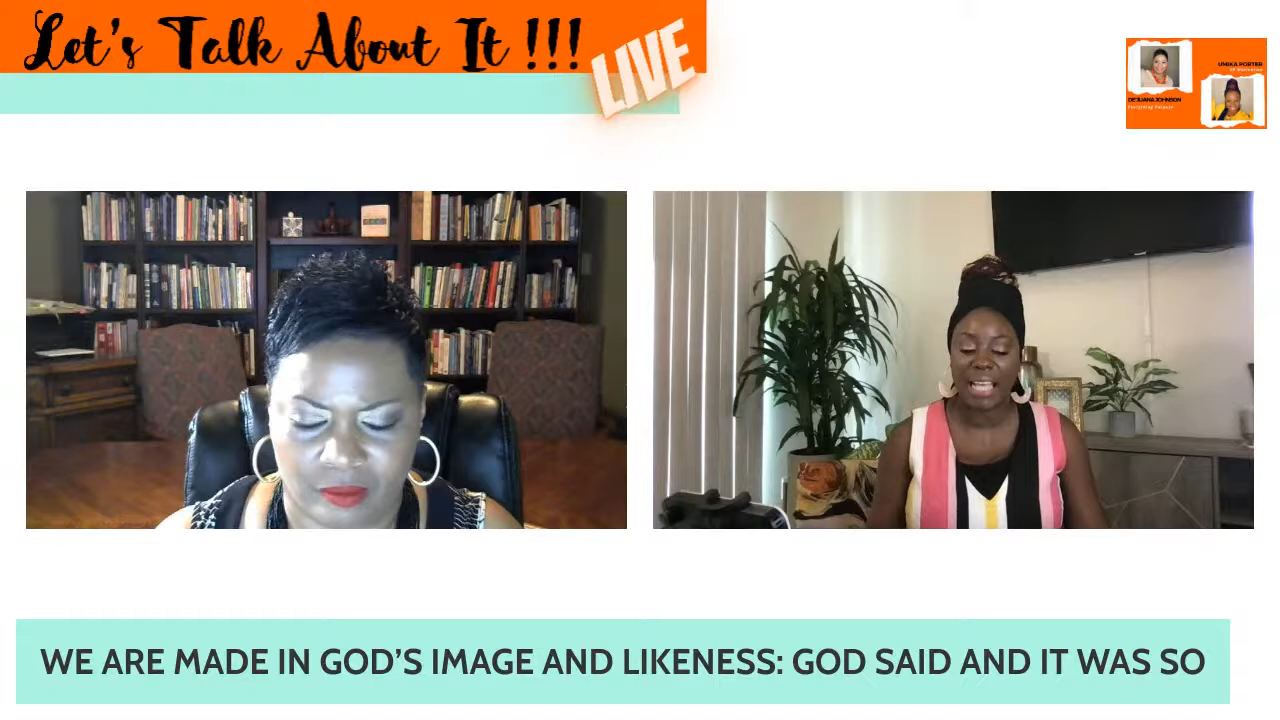 Let's Talk About It !!!
LIVE
UMIKA PORTER
DE'JUANA JOHNSON
WE ARE MADE IN GOD'S IMAGE AND LIKENESS: GOD SAID AND IT WAS SO